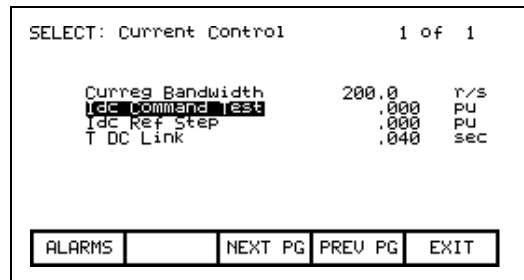 SELECT: Current Control 1 of 1
Curreg Bandwidth 200.0 r/s
Idc Command Test .000 pu
Idc Ref Step .000 pu
T DC Link .040 sec
ALARMS NEXT PG PREV PG EXIT